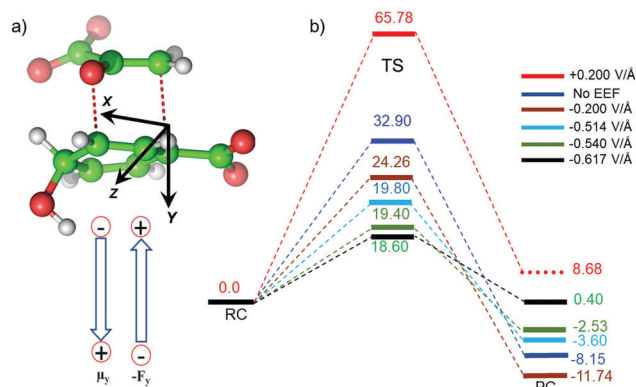 a)
X
Z
Y
- +
+ -
μy -Fy
b)
65.78
TS
32.90
24.26
19.80
19.40
18.60
0.0
RC
+0.200 V/Å
No EEF
-0.200 V/Å
-0.514 V/Å
-0.540 V/Å
-0.617 V/Å
8.68
0.40
-2.53
-3.60
-8.15
-11.74